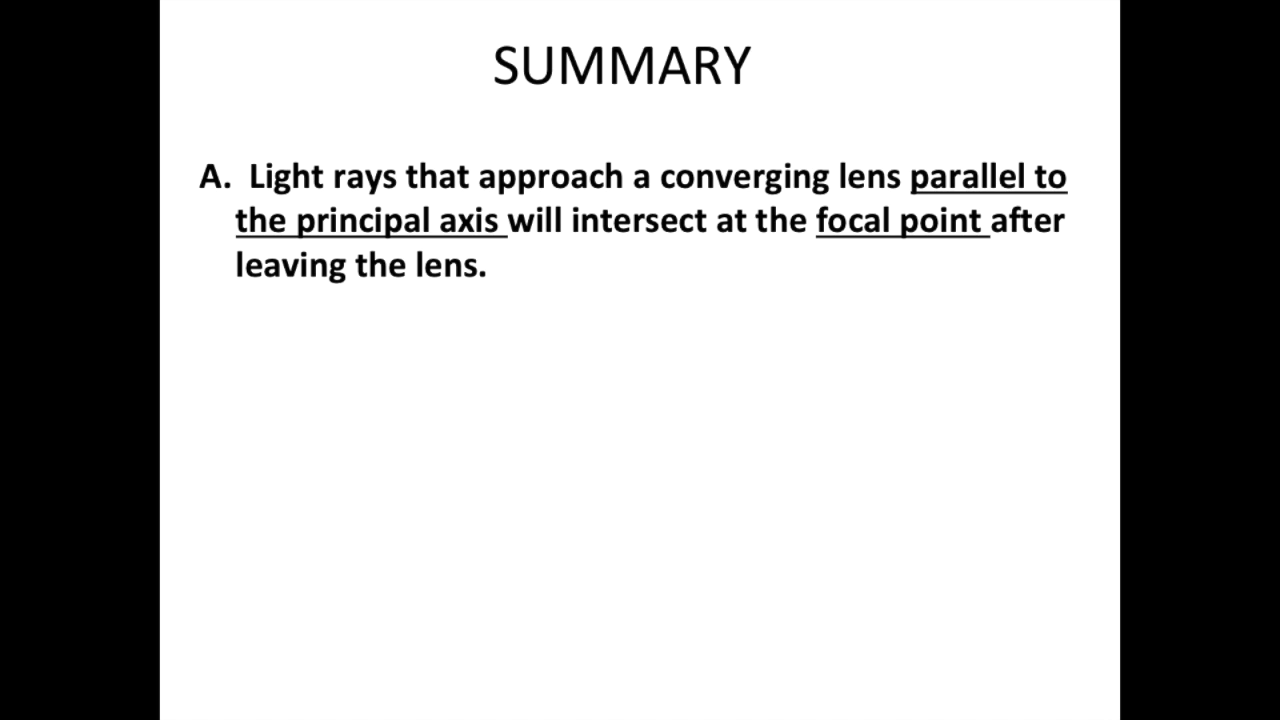 SUMMARY
A. Light rays that approach a converging lens parallel to
the principal axis will intersect at the focal point after
leaving the lens.